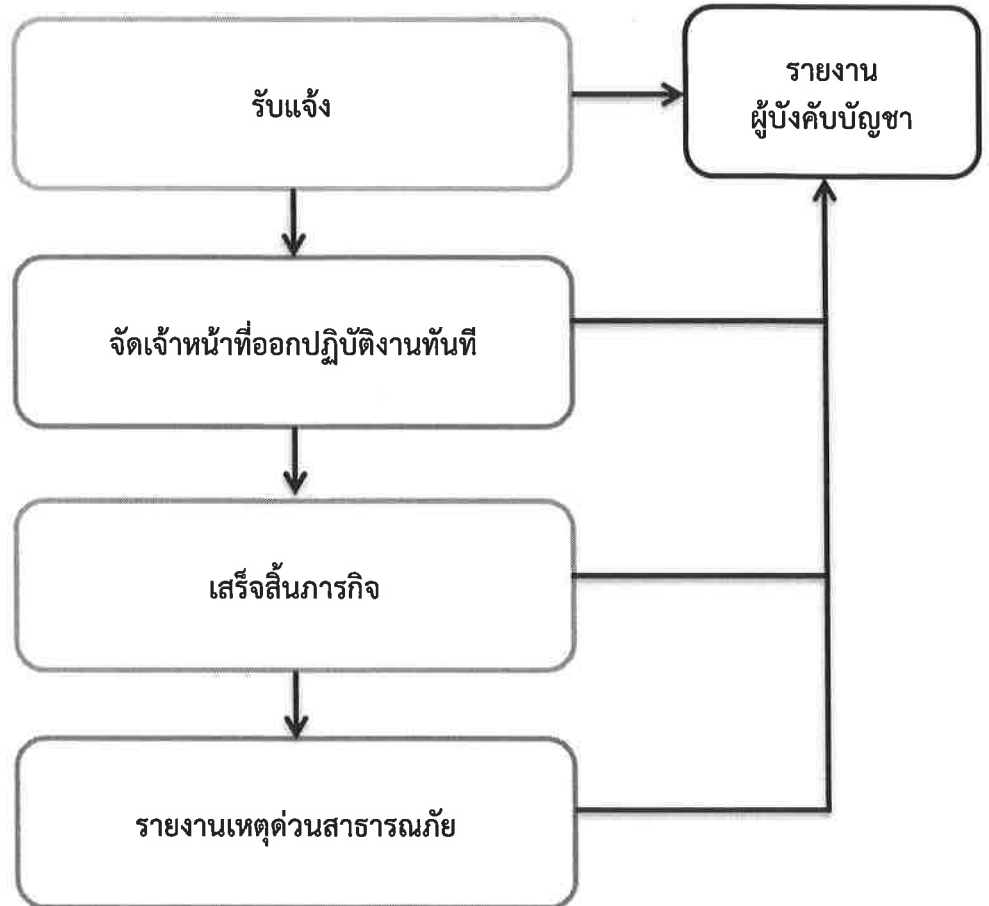 รับแจ้ง
รายงาน
ผู้บังคับบัญชา
จัดเจ้าหน้าที่ออกปฏิบัติงานทันที
เสร็จสิ้นภารกิจ
รายงานเหตุด่วนสาธารณภัย